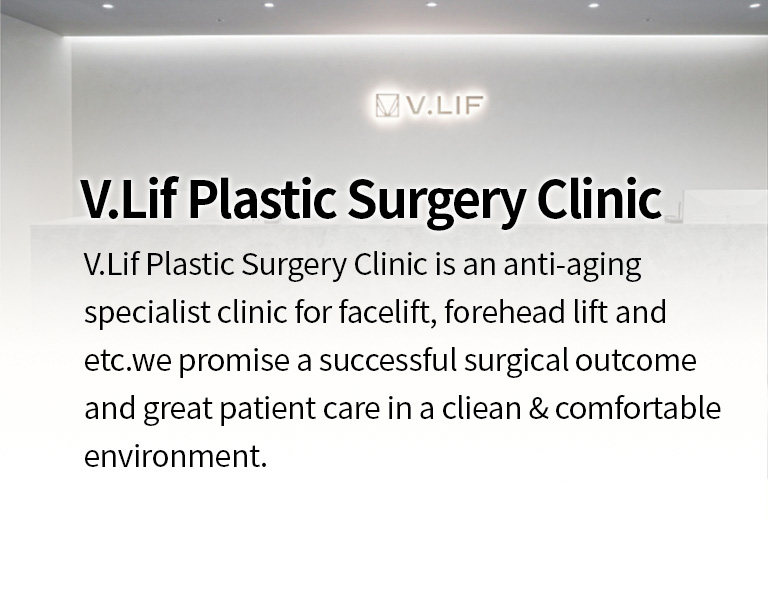 V.LIF
V.Lif Plastic Surgery Clinic
V.Lif Plastic Surgery Clinic is an anti-aging
specialist clinic for facelift, forehead lift and
etc.we promise a successful surgical outcome
and great patient care in a cliean & comfortable
environment.